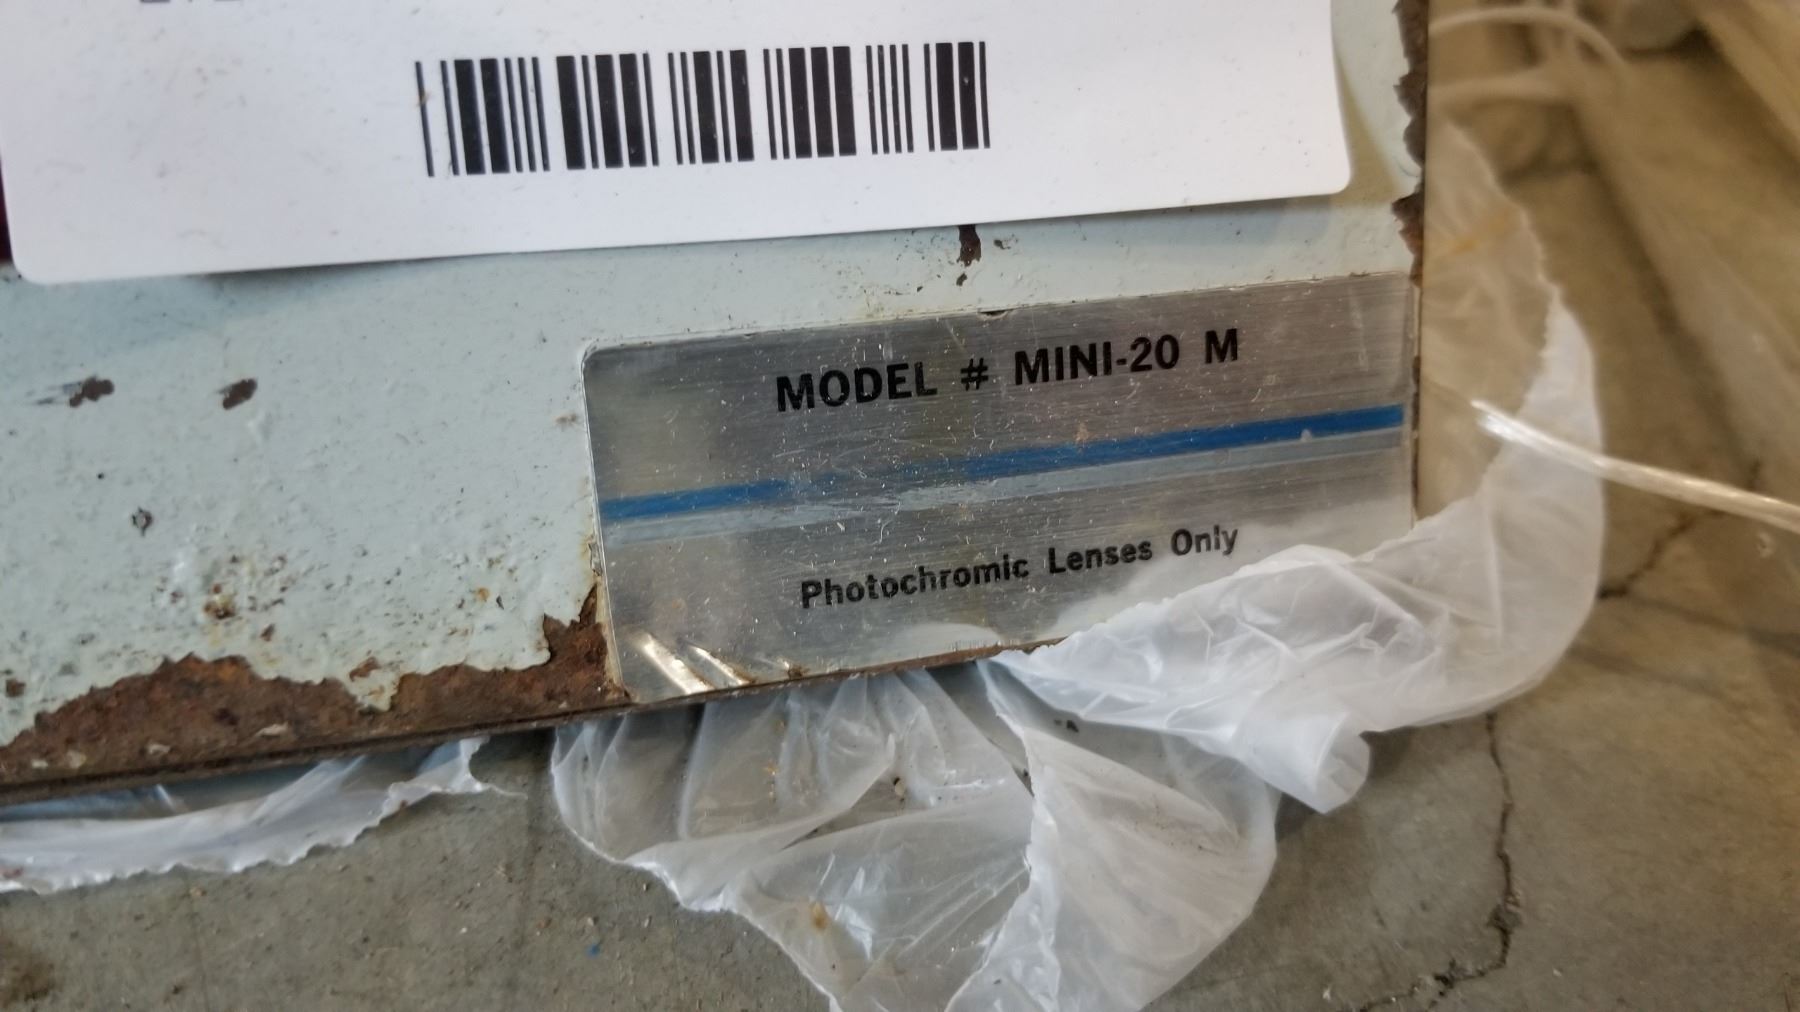 MODEL # MINI-20 M
Photochromic Lenses Only